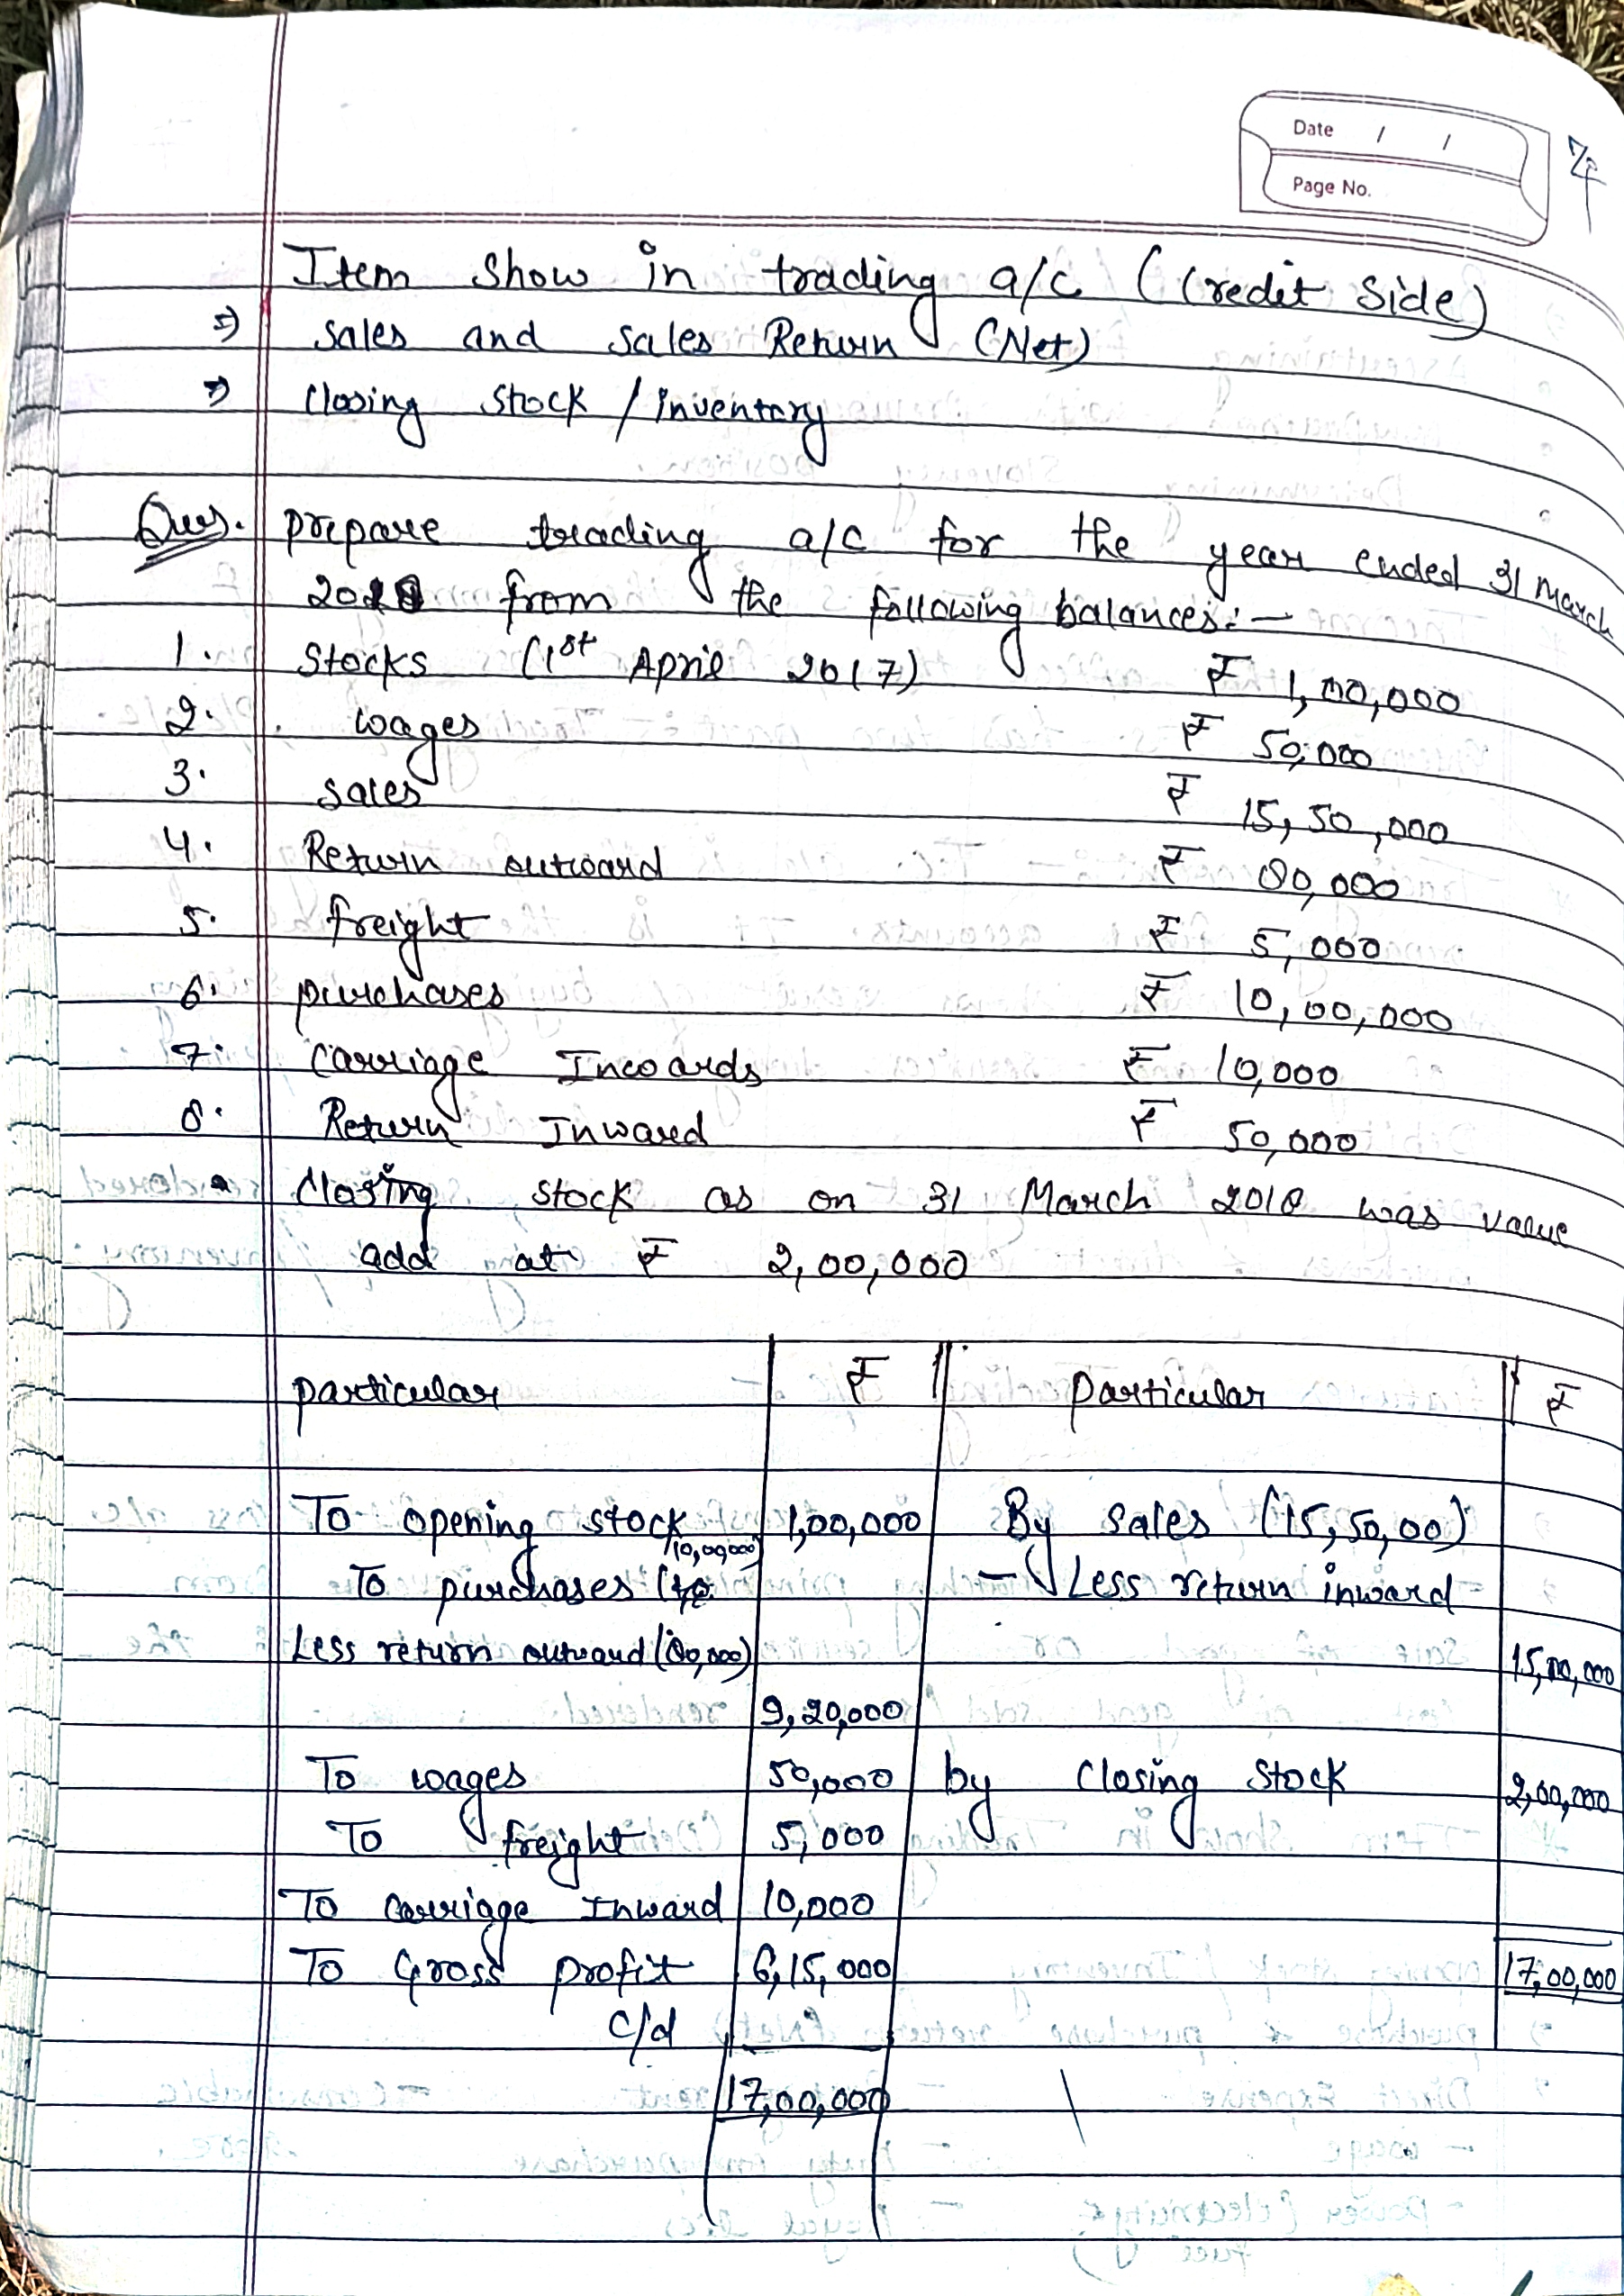 Date / /
Page No.
Item Show in trading a/c (Credit Side)
⇒ Sales and Sales Return (Net)
⇒ Closing Stock / Inventory
Ques. prepare trading a/c for the year ended 31 March
2018 from the following balances :-
1. Stocks (1st April 2017) ₹ 1,00,000
2. wages ₹ 50,000
3. sales ₹ 15,50,000
4. Return outward ₹ 80,000
5. freight ₹ 5,000
6. purchases ₹ 10,00,000
7. Carriage Inwards ₹ 10,000
8. Return Inward ₹ 50,000
Closing stock as on 31 March 2018 was value
add at ₹ 2,00,000
particular ₹ particular ₹
To opening stock 1,00,000 By Sales (15,50,00)
To purchases (10,00,000) - Less return inward
Less return outward (80,000) 15,00,000
9,20,000
To wages 50,000 by Closing Stock 2,00,000
To freight 5,000
To carriage Inward 10,000
To Gross profit 6,15,000 17,00,000
c/d
17,00,000